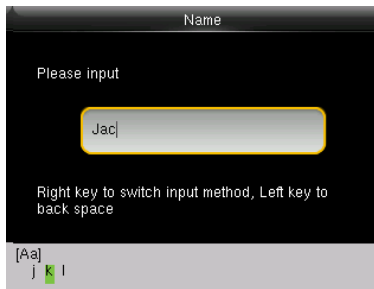 Name
Please input
Jac
Right key to switch input method, Left key to
back space
[Aa]
j k l